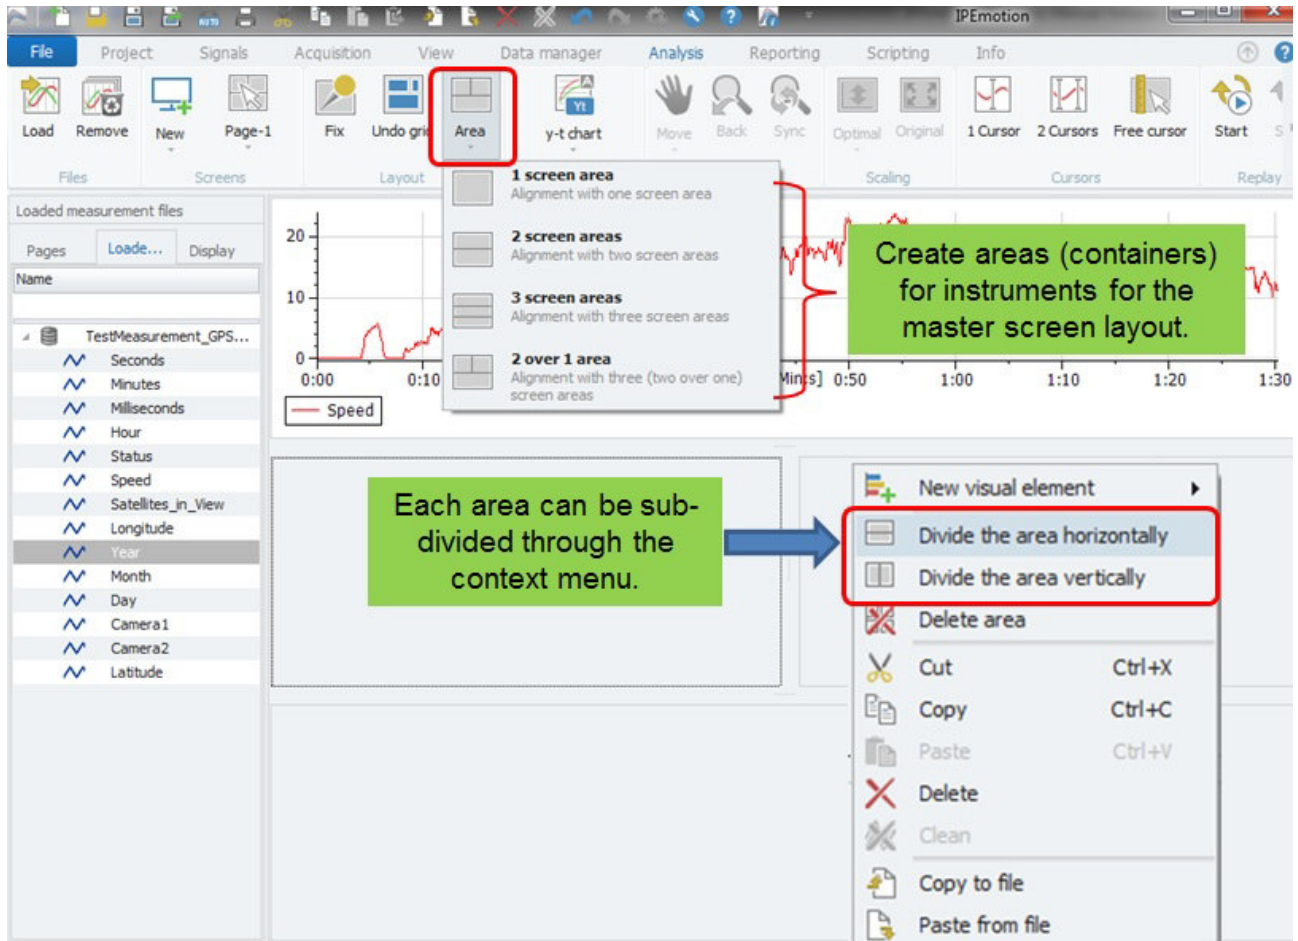 AUTO
IPEmotion
File Project Signals Acquisition View Data manager Analysis Reporting Scripting Info
Load Remove New Page-1 Fix Undo gri Area y-t chart Move Back Sync Optimal Original 1 Cursor 2 Cursors Free cursor Start S
Yt
Files Screens Layout Scaling Cursors Replay
1 screen area
Alignment with one screen area
2 screen areas
Alignment with two screen areas
3 screen areas
Alignment with three screen areas
2 over 1 area
Alignment with three (two over one)
screen areas
Loaded measurement files
Pages Loade... Display
Name
TestMeasurement_GPS...
Seconds
Minutes
Milliseconds
Hour
Status
Speed
Satellites_in_View
Longitude
Year
Month
Day
Camera1
Camera2
Latitude
20
10
0
0:00 0:10 0:50 1:00 1:10 1:20 1:30
Speed
Create areas (containers)
for instruments for the
master screen layout.
Each area can be sub-
divided through the
context menu.
New visual element
Divide the area horizontally
Divide the area vertically
Delete area
Cut Ctrl+X
Copy Ctrl+C
Paste Ctrl+V
Delete
Clean
Copy to file
Paste from file